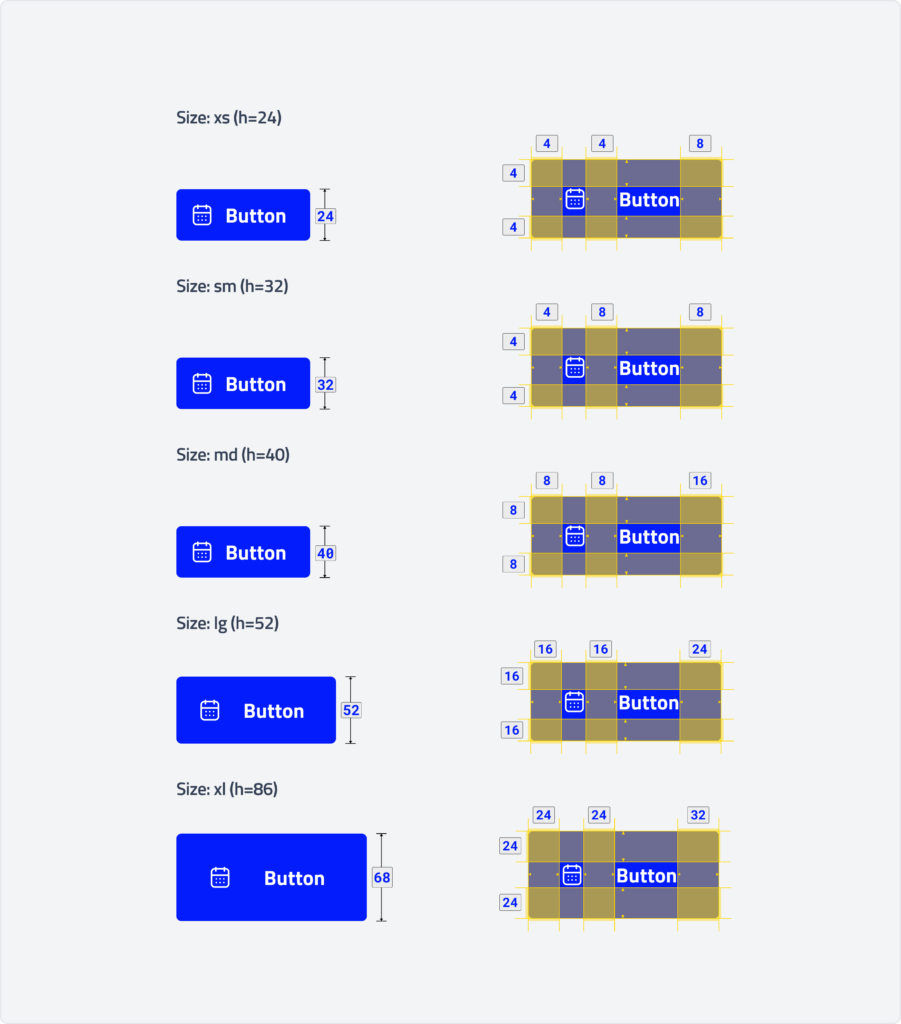 Size: xs (h=24)
4 4 8
4
Button 24 Button
4
Size: sm (h=32)
4 8 8
4
Button 32 Button
4
Size: md (h=40)
8 8 16
8
Button 40 Button
8
Size: lg (h=52)
16 16 24
16
Button 52 Button
16
Size: xl (h=86)
24 24 32
24
Button 68 Button
24